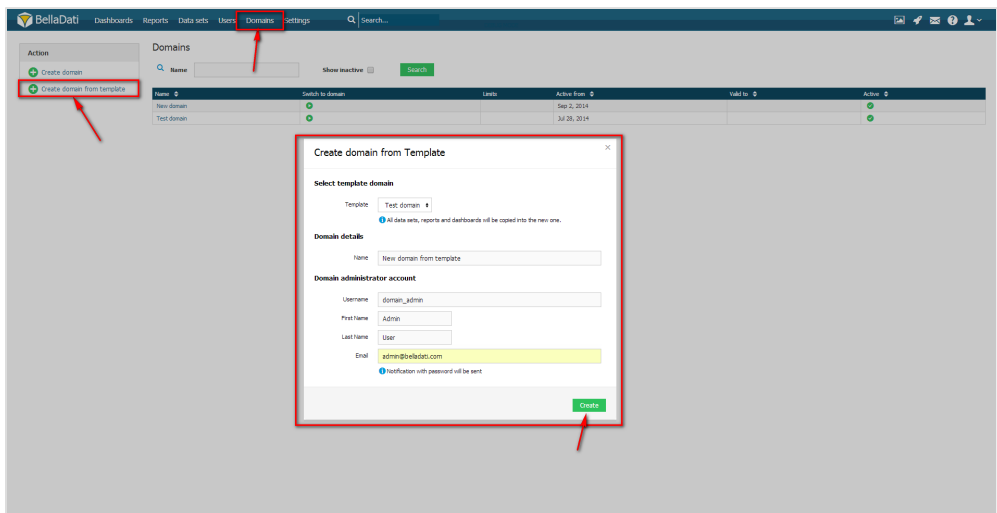 BellaDati Dashboards Reports Data sets Users Domains Settings Search...
Action
Create domain
Create domain from template
Domains
Name Show inactive Search
Name Switch to domain Limits Active from Valid to Active
New domain Sep 2, 2014
Test domain Jul 28, 2014
Create domain from Template ×
Select template domain
Template Test domain
All data sets, reports and dashboards will be copied into the new one.
Domain details
Name New domain from template
Domain administrator account
Username domain_admin
First Name Admin
Last Name User
Email admin@belladati.com
Notification with password will be sent
Create